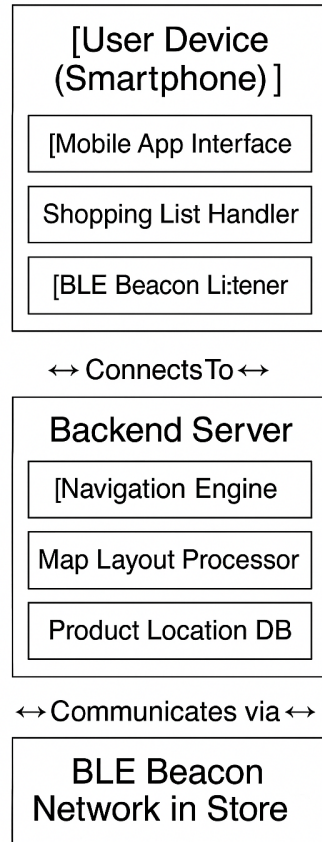 [User Device
(Smartphone)]
[Mobile App Interface
Shopping List Handler
[BLE Beacon Li:tener
↔ ConnectsTo ↔
Backend Server
[Navigation Engine
Map Layout Processor
Product Location DB
↔ Communicates via ↔
BLE Beacon
Network in Store